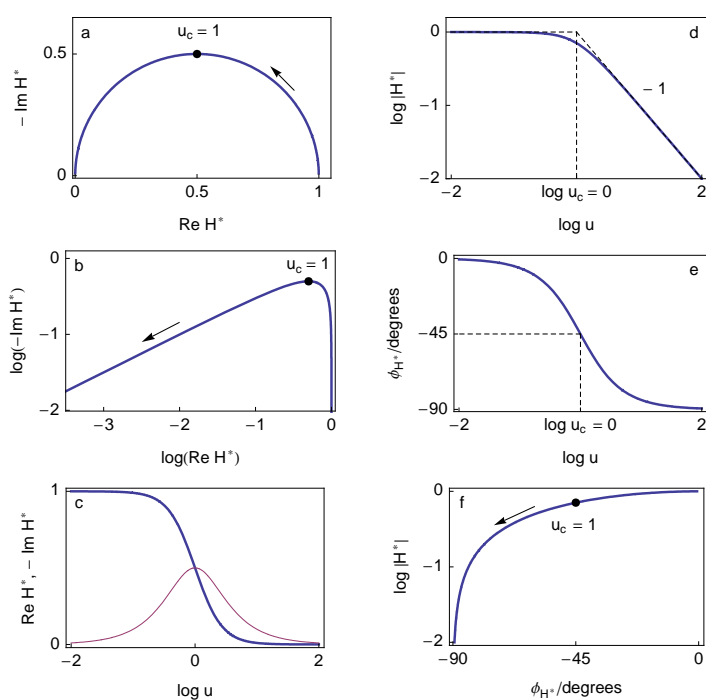 a
u_c = 1
0.5
0
− Im H*
0
0.5
1
Re H*
b
u_c = 1
0
−1
−2
log(−Im H*)
−3
−2
−1
0
log(Re H*)
c
1
0
Re H*, − Im H*
−2
0
2
log u
d
0
−1
−2
log |H*|
− 1
−2
log u_c = 0
2
log u
e
0
−45
−90
ϕ_H*/degrees
−2
log u_c = 0
2
log u
f
0
−1
−2
log |H*|
u_c = 1
−90
−45
0
ϕ_H*/degrees